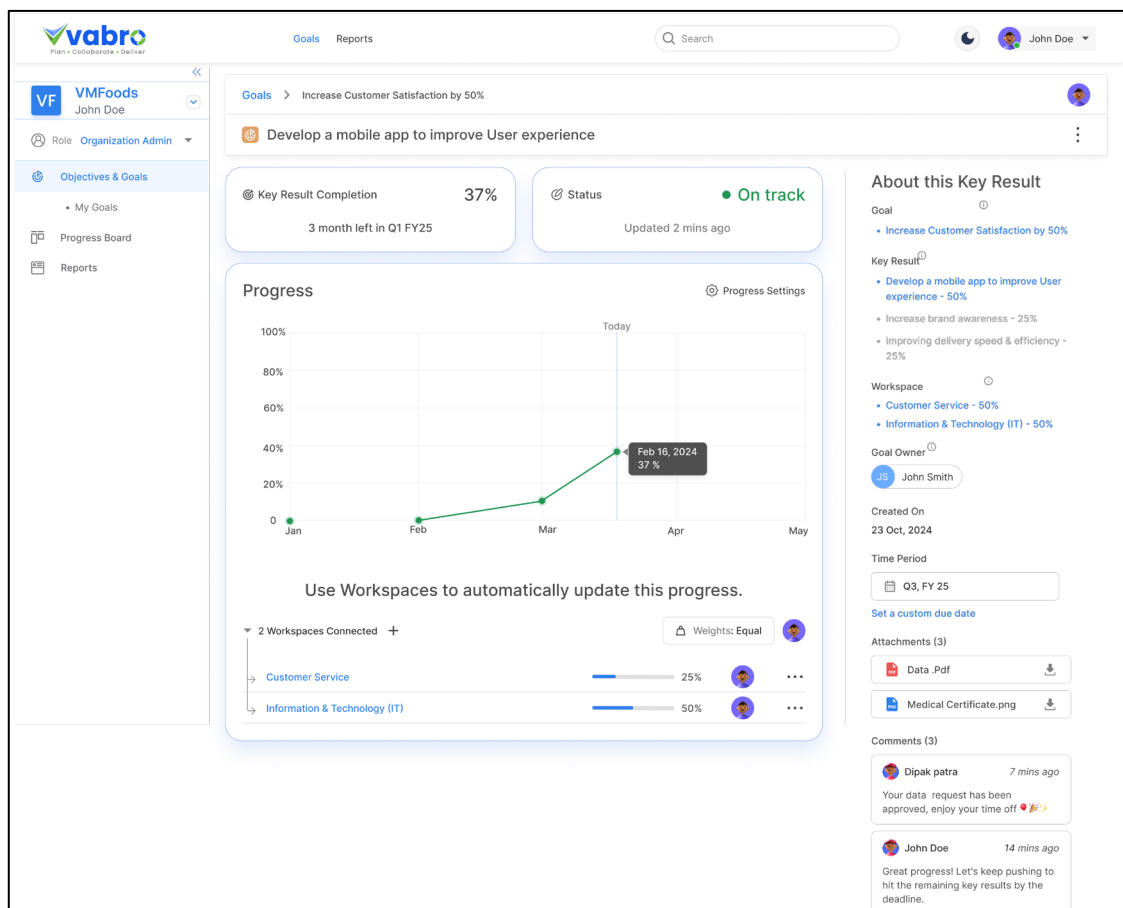 vabro
Plan • Collaborate • Deliver
Goals
Reports
Search
John Doe
VF
VMFoods
John Doe
Role Organization Admin
Objectives & Goals
• My Goals
Progress Board
Reports
Goals > Increase Customer Satisfaction by 50%
Develop a mobile app to improve User experience
Key Result Completion
37%
3 month left in Q1 FY25
Status
• On track
Updated 2 mins ago
Progress
Progress Settings
Today
100%
80%
60%
40%
20%
0
Feb 16, 2024
37 %
Jan
Feb
Mar
Apr
May
Use Workspaces to automatically update this progress.
2 Workspaces Connected +
Weights: Equal
Customer Service
25%
Information & Technology (IT)
50%
About this Key Result
Goal
• Increase Customer Satisfaction by 50%
Key Result
• Develop a mobile app to improve User
experience - 50%
• Increase brand awareness - 25%
• Improving delivery speed & efficiency -
25%
Workspace
• Customer Service - 50%
• Information & Technology (IT) - 50%
Goal Owner
JS
John Smith
Created On
23 Oct, 2024
Time Period
Q3, FY 25
Set a custom due date
Attachments (3)
PDF
Data .Pdf
PNG
Medical Certificate.png
Comments (3)
Dipak patra
7 mins ago
Your data request has been
approved, enjoy your time off 🎈🎉✨
John Doe
14 mins ago
Great progress! Let's keep pushing to
hit the remaining key results by the
deadline.